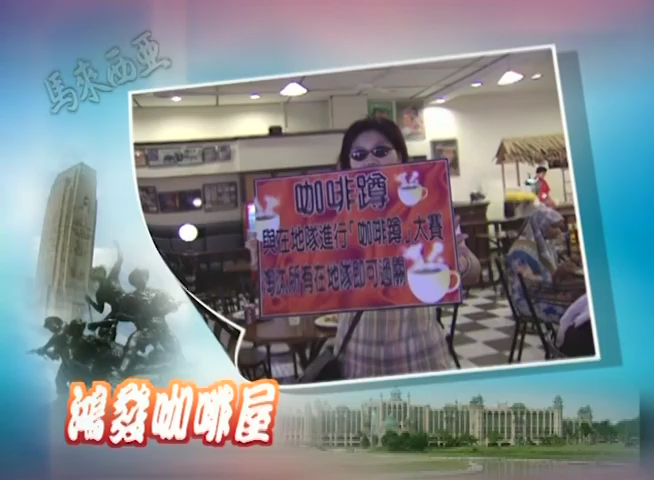 馬來西亞
咖啡蹲
與在地隊進行「咖啡蹲」大賽
淘汰所有在地隊即可過關
鴻發咖啡屋